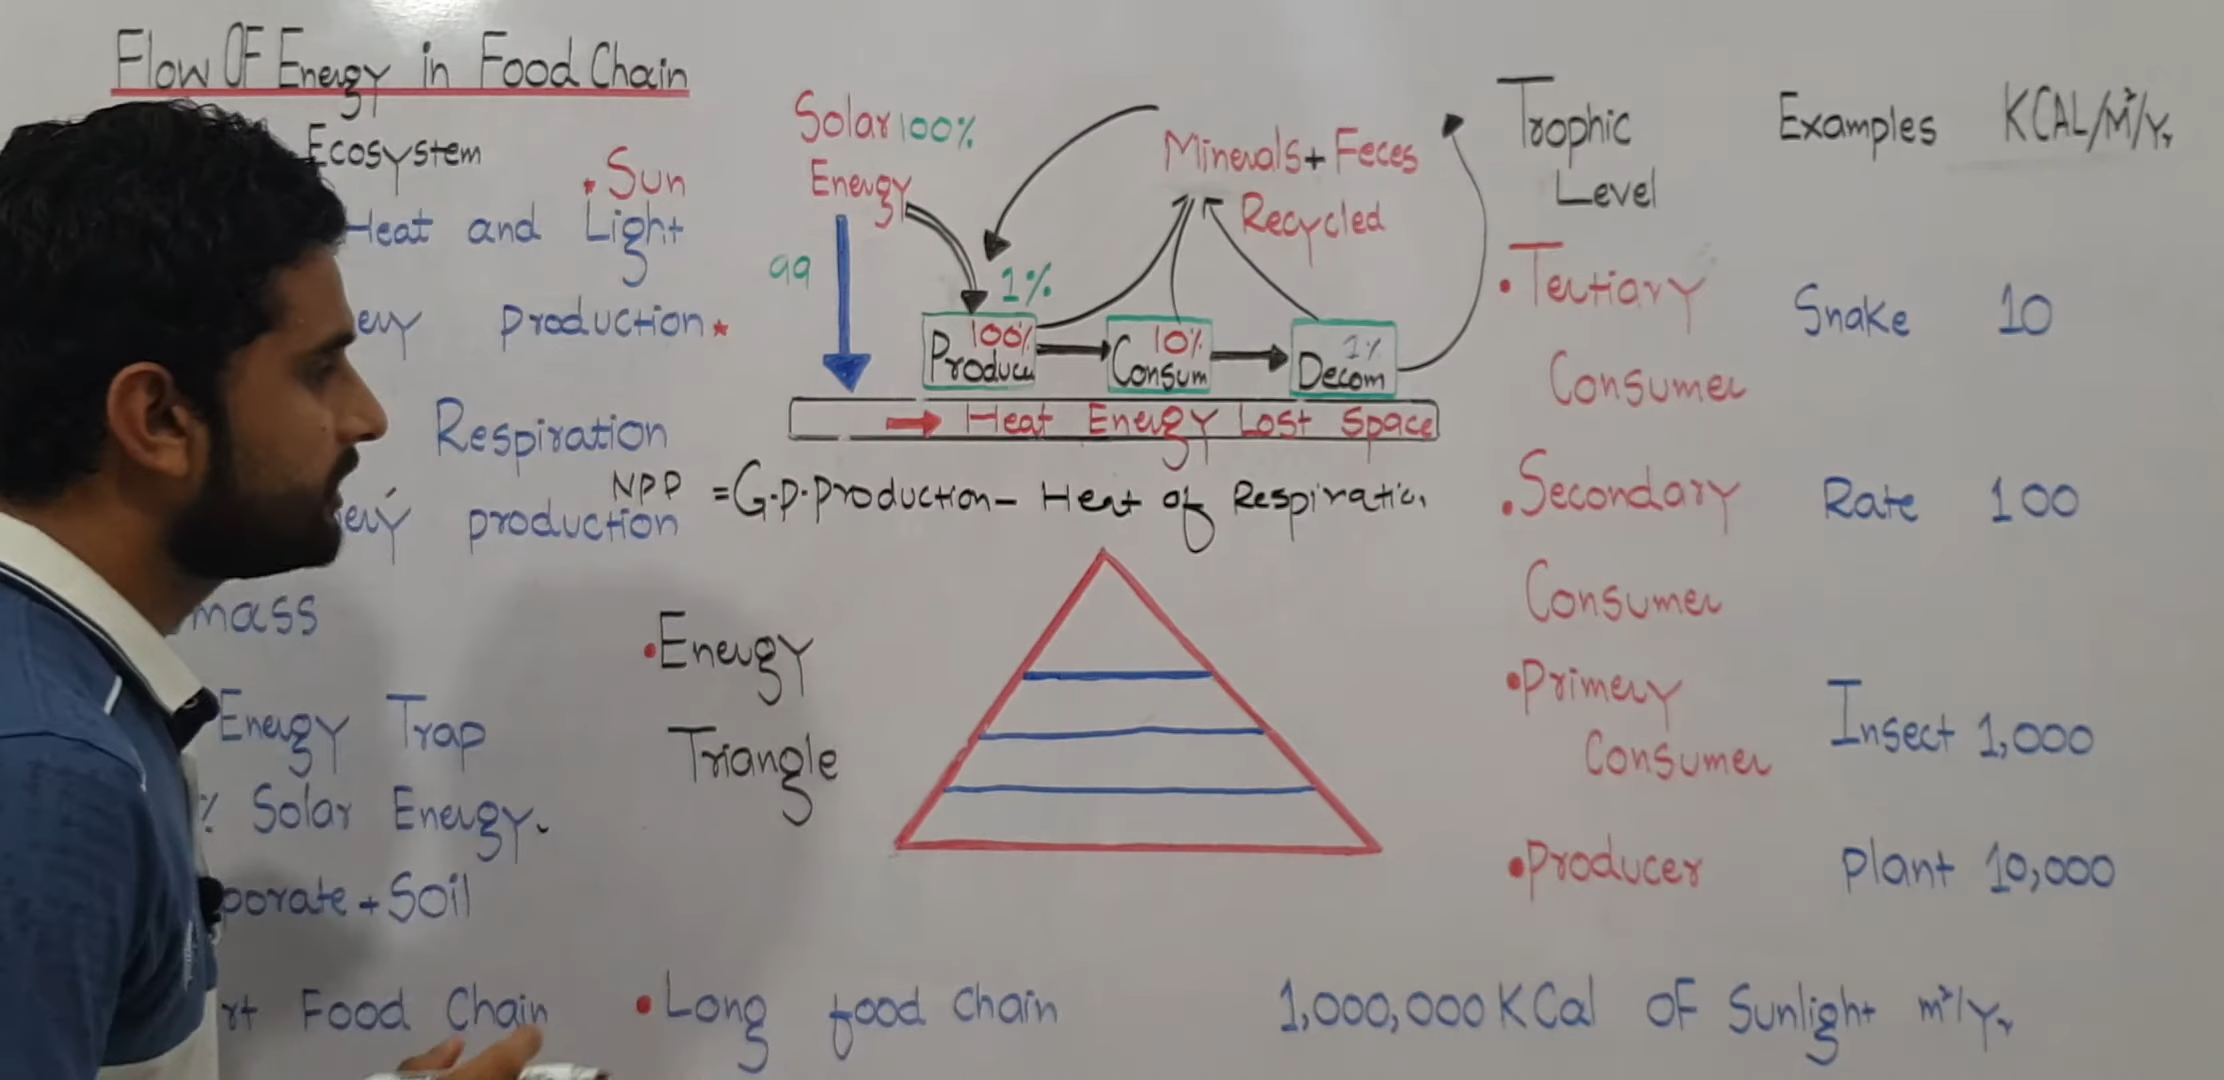 Flow OF Energy in Food Chain
Ecosystem
• Sun
Heat and Light
ery production *
Respiration
ery production
mass
Energy Trap
% Solar Energy.
porate + Soil
rt Food Chain
• Long food chain
Solar 100%
Energy
99
1%
Minerals + Feces
Recycled
100%
Produce
10%
Consum
1%
Decom
Heat Energy Lost Space
NPP = G.P.Production - Heat of Respiration
• Energy
Triangle
Trophic Level Examples KCAL/M²/Yr
• Tertiary Consumer Snake 10
• Secondary Consumer Rate 100
• Primery Consumer Insect 1,000
• Producer Plant 10,000
1,000,000 KCal OF Sunlight m²/Yr